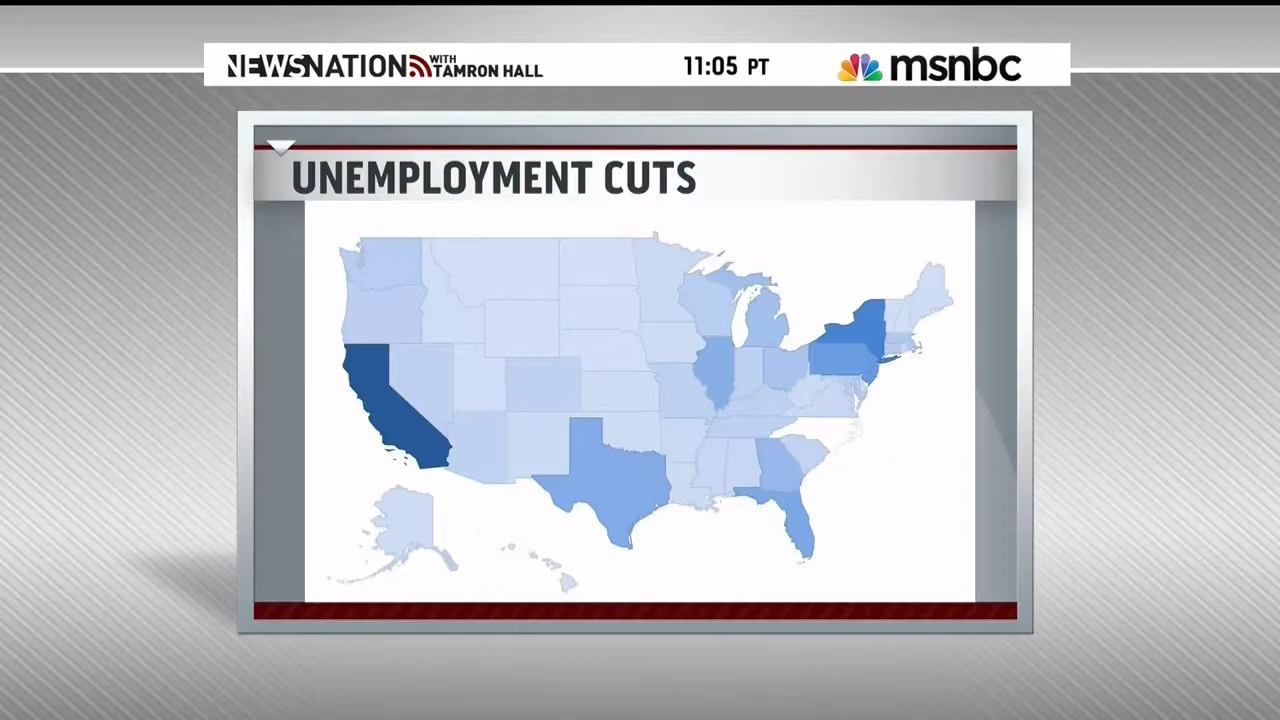 NEWSNATION WITH TAMRON HALL
11:05 PT
msnbc
UNEMPLOYMENT CUTS